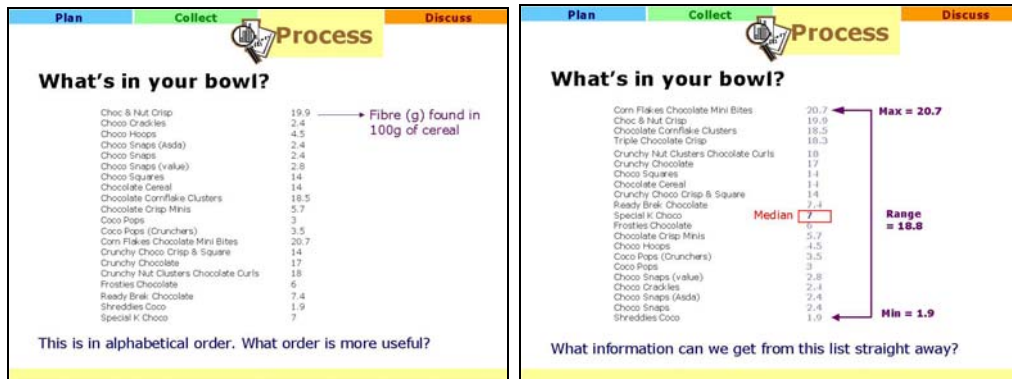 Plan Collect Discuss
Process
What's in your bowl?
Choc & Nut Crisp 19.9
Fibre (g) found in
100g of cereal
Choco Crackles 2.4
Choco Hoops 4.5
Choco Snaps (Asda) 2.4
Choco Snaps 2.4
Choco Snaps (value) 2.8
Choco Squares 14
Chocolate Cereal 14
Chocolate Cornflake Clusters 18.5
Chocolate Crisp Minis 5.7
Coco Pops 3
Coco Pops (Crunchers) 3.5
Corn Flakes Chocolate Mini Bites 20.7
Crunchy Choco Crisp & Square 14
Crunchy Chocolate 17
Crunchy Nut Clusters Chocolate Curls 18
Frosties Chocolate 6
Ready Brek Chocolate 7.4
Shreddies Coco 1.9
Special K Choco 7
This is in alphabetical order. What order is more useful?
Plan Collect Discuss
Process
What's in your bowl?
Corn Flakes Chocolate Mini Bites 20.7 Max = 20.7
Choc & Nut Crisp 19.9
Chocolate Cornflake Clusters 18.5
Triple Chocolate Crisp 18.3
Crunchy Nut Clusters Chocolate Curls 18
Crunchy Chocolate 17
Choco Squares 14
Chocolate Cereal 14
Crunchy Choco Crisp & Square 14
Ready Brek Chocolate 7.4
Special K Choco Median 7
Range
= 18.8
Frosties Chocolate 6
Chocolate Crisp Minis 5.7
Choco Hoops 4.5
Coco Pops (Crunchers) 3.5
Coco Pops 3
Choco Snaps (value) 2.8
Choco Crackles 2.4
Choco Snaps (Asda) 2.4
Choco Snaps 2.4
Shreddies Coco 1.9 Min = 1.9
What information can we get from this list straight away?